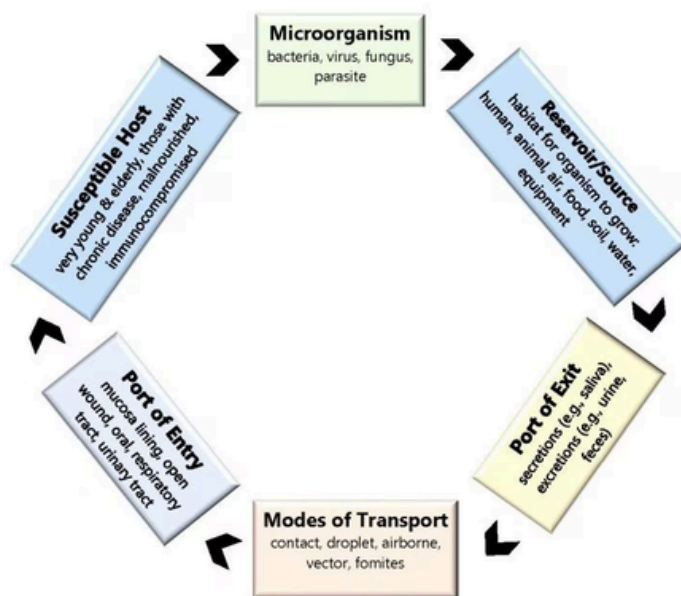 Microorganism
bacteria, virus, fungus,
parasite
Reservoir/Source
habitat for organism to grow:
human, animal, air, food, soil, water,
equipment
Port of Exit
secretions (e.g., saliva),
excretions (e.g., urine,
feces)
Modes of Transport
contact, droplet, airborne,
vector, fomites
Port of Entry
mucosa lining, open
wound, oral, respiratory
tract, urinary tract
Susceptible Host
very young & elderly, those with
chronic disease, malnourished,
immunocompromised